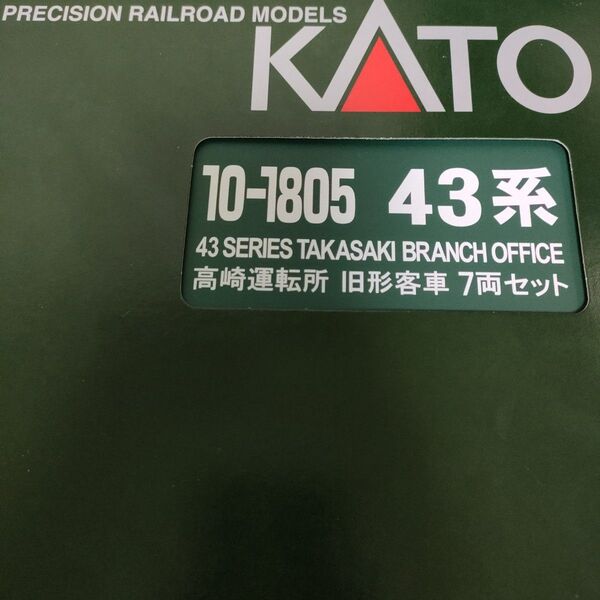 PRECISION RAILROAD MODELS
KATO
10-1805 43系
43 SERIES TAKASAKI BRANCH OFFICE
高崎運転所 旧形客車 7両セット